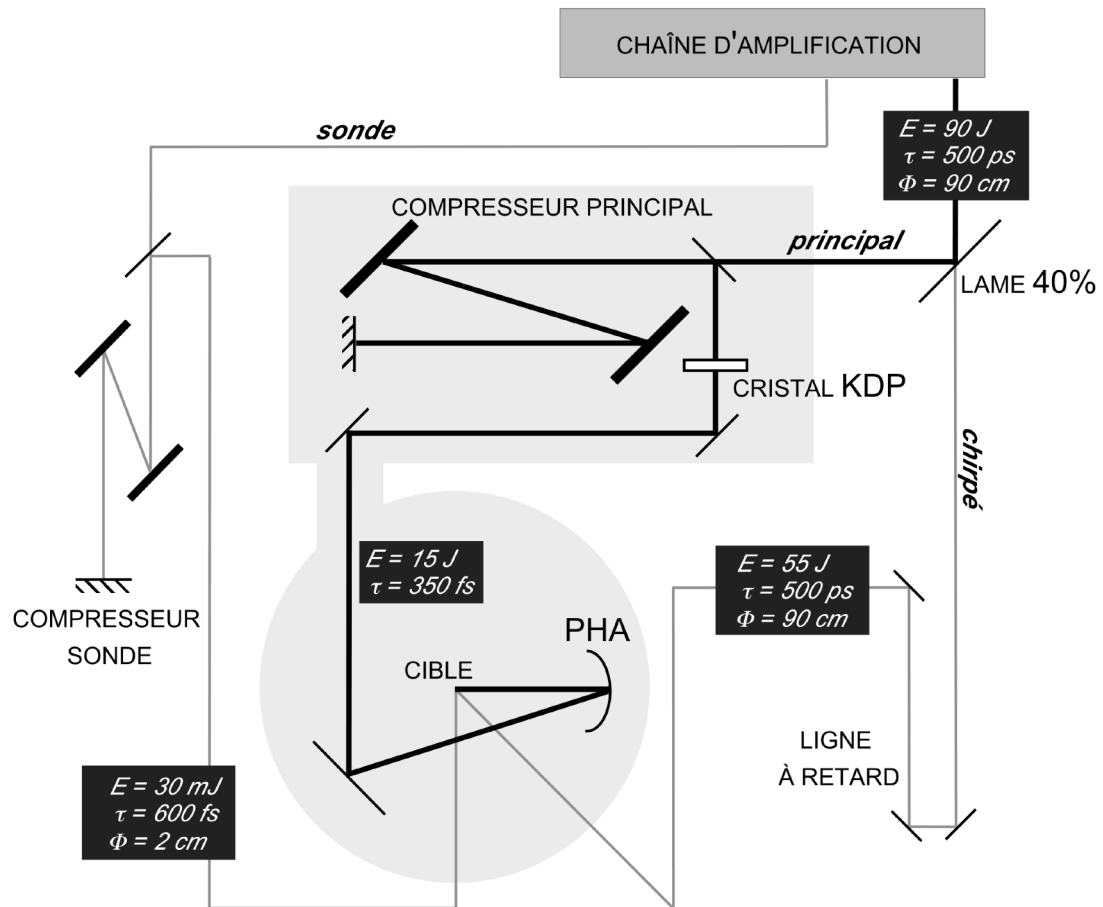 CHAÎNE D'AMPLIFICATION
sonde
E = 90 J
τ = 500 ps
Φ = 90 cm
COMPRESSEUR PRINCIPAL
principal
LAME 40%
CRISTAL KDP
chirpé
E = 15 J
τ = 350 fs
E = 55 J
τ = 500 ps
Φ = 90 cm
COMPRESSEUR
SONDE
PHA
CIBLE
LIGNE
À RETARD
E = 30 mJ
τ = 600 fs
Φ = 2 cm